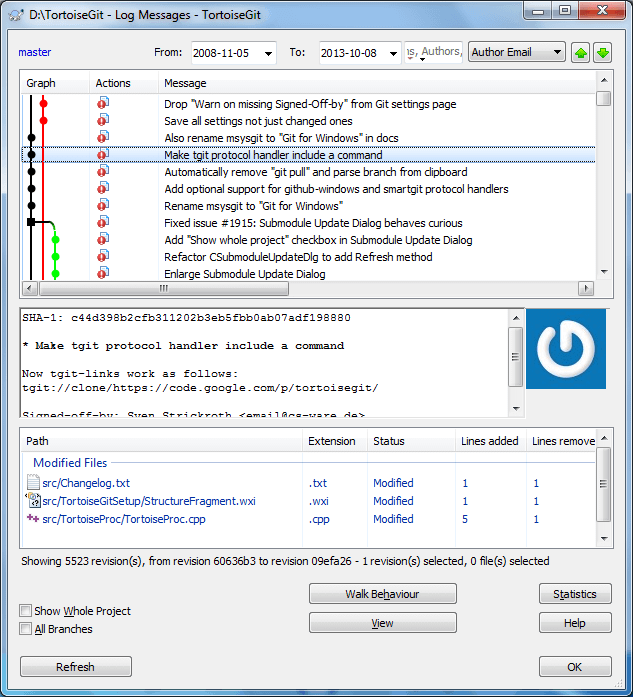 D:\TortoiseGit - Log Messages - TortoiseGit
master From: 2008-11-05 To: 2013-10-08 Authors, Author Email
Graph Actions Message
Drop "Warn on missing Signed-Off-by" from Git settings page
Save all settings not just changed ones
Also rename msysgit to "Git for Windows" in docs
Make tgit protocol handler include a command
Automatically remove "git pull" and parse branch from clipboard
Add optional support for github-windows and smartgit protocol handlers
Rename msysgit to "Git for Windows"
Fixed issue #1915: Submodule Update Dialog behaves curious
Add "Show whole project" checkbox in Submodule Update Dialog
Refactor CSubmoduleUpdateDlg to add Refresh method
Enlarge Submodule Update Dialog
SHA-1: c44d398b2cfb311202b3eb5fbb0ab07adf198880
* Make tgit protocol handler include a command
Now tgit-links work as follows:
tgit://clone/https://code.google.com/p/tortoisegit/
Signed-off-by: Sven Strickroth <email@cs-ware.de>
Path Extension Status Lines added Lines remove
Modified Files
src/Changelog.txt .txt Modified 1 1
src/TortoiseGitSetup/StructureFragment.wxi .wxi Modified 1 1
src/TortoiseProc/TortoiseProc.cpp .cpp Modified 5 1
Showing 5523 revision(s), from revision 60636b3 to revision 09efa26 - 1 revision(s) selected, 0 file(s) selected
Walk Behaviour Statistics
Show Whole Project
View Help
All Branches
Refresh OK